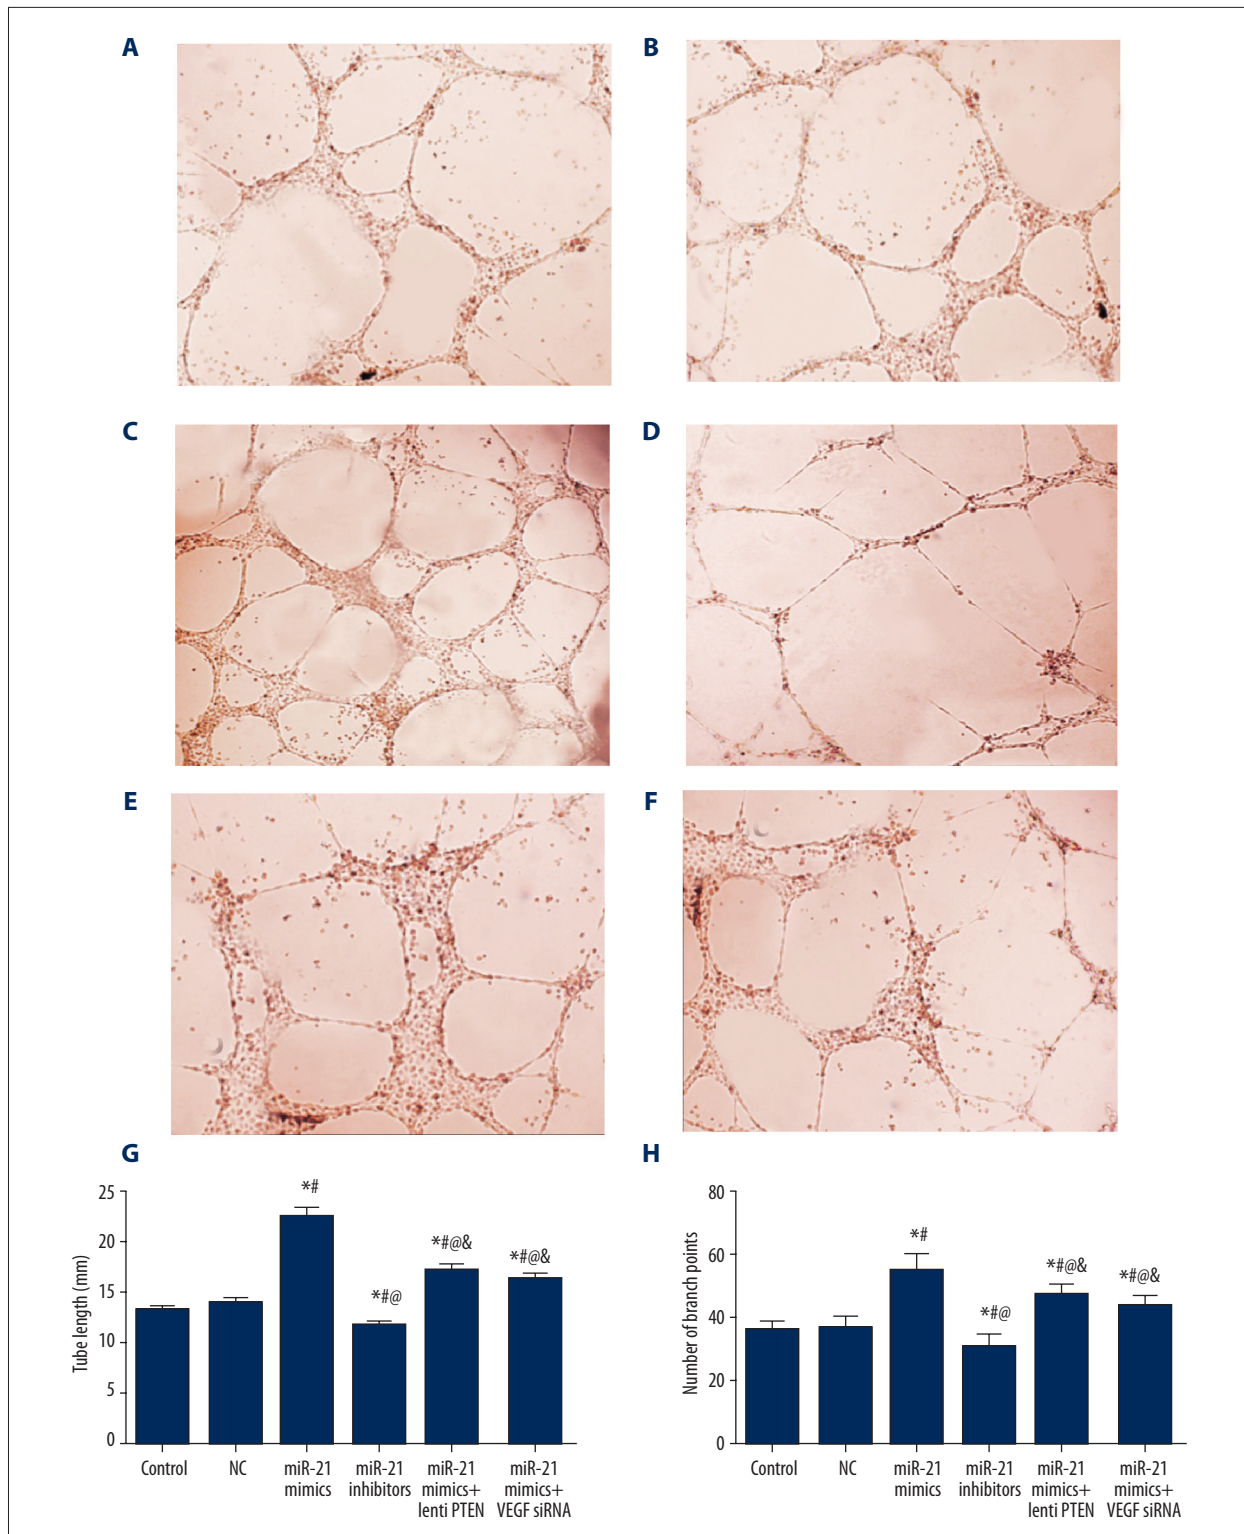 A
B
C
D
E
F
G
H
Tube length (mm)
25
22
15
10
5
0
*#
*#@
*#@&
*#@&
Control
NC
miR-21
mimics
miR-21
inhibitors
miR-21
mimics+
lenti PTEN
miR-21
mimics+
VEGF siRNA
Number of branch points
80
60
40
20
0
*#
*#@
*#@&
*#@&
Control
NC
miR-21
mimics
miR-21
inhibitors
miR-21
mimics+
lenti PTEN
miR-21
mimics+
VEGF siRNA